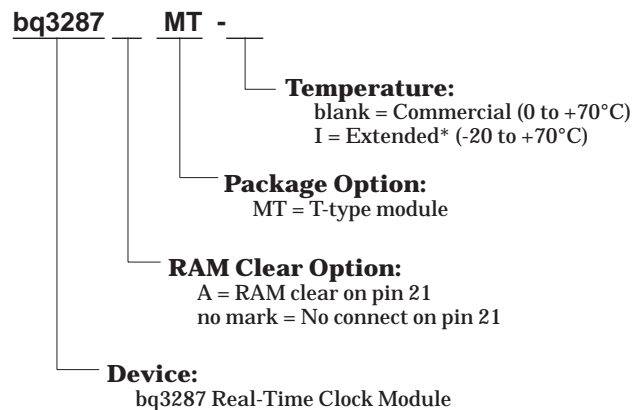 bq3287 MT -
Temperature:
blank = Commercial (0 to +70°C)
I = Extended* (-20 to +70°C)
Package Option:
MT = T-type module
RAM Clear Option:
A = RAM clear on pin 21
no mark = No connect on pin 21
Device:
bq3287 Real-Time Clock Module